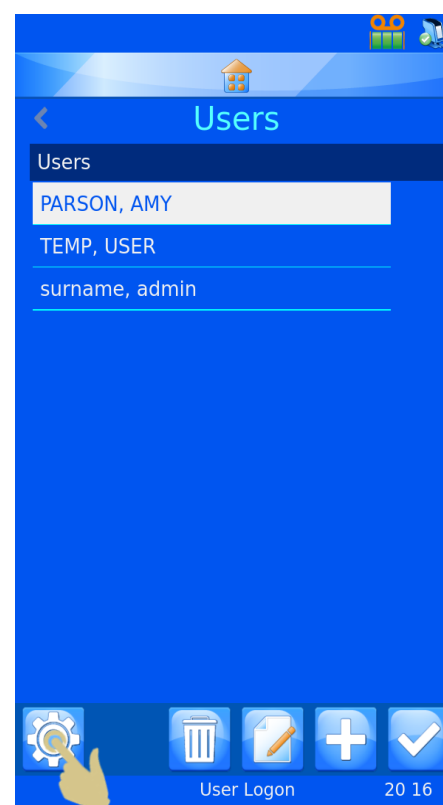 Users
Users
PARSON, AMY
TEMP, USER
surname, admin
User Logon
20 16